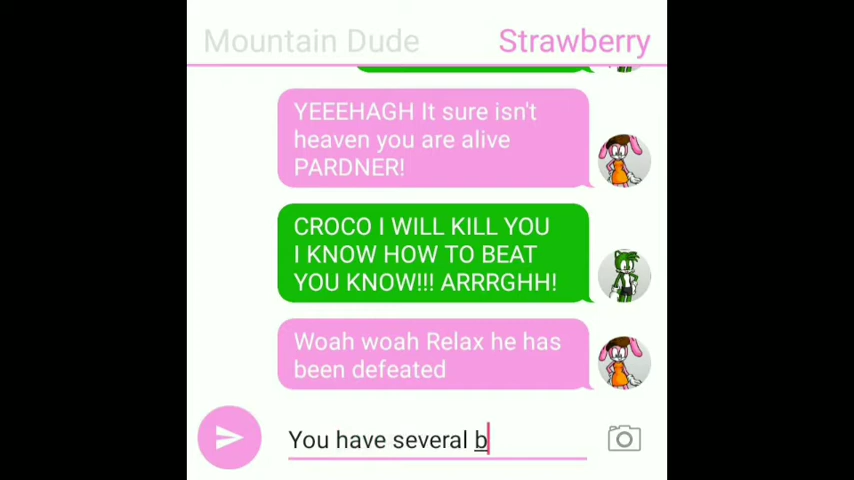 Mountain Dude Strawberry
YEEEHAGH It sure isn't
heaven you are alive
PARDNER!
CROCO I WILL KILL YOU
I KNOW HOW TO BEAT
YOU KNOW!!! ARRRGHH!
Woah woah Relax he has
been defeated
You have several b